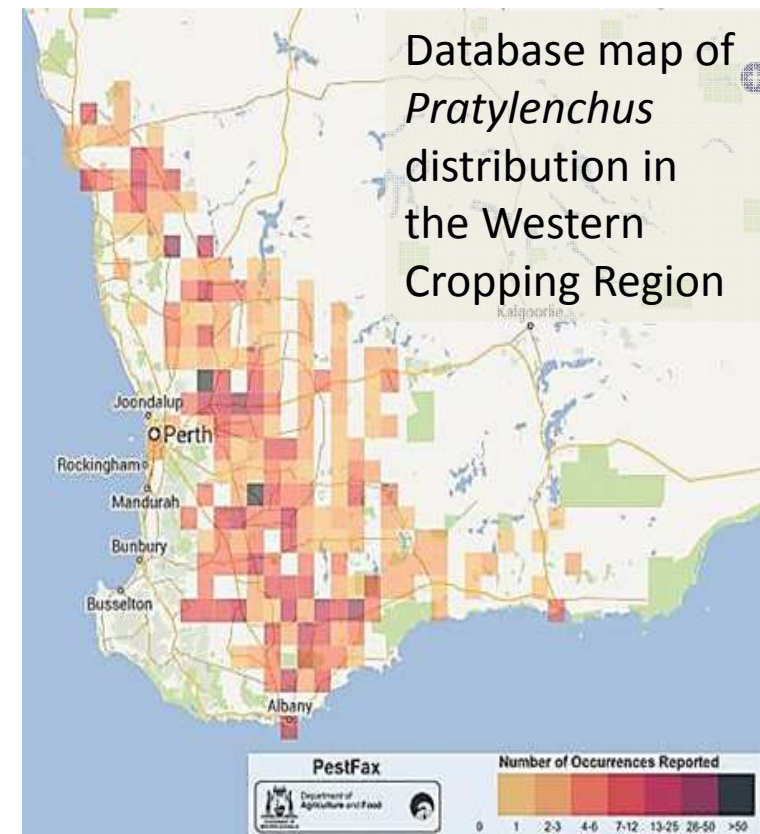 Database map of
Pratylenchus
distribution in
the Western
Cropping Region
Kalgoorlie
Joondalup
Perth
Rockingham
Mandurah
Bunbury
Busselton
Albany
PestFax
Department of
Agriculture and Food
Number of Occurrences Reported
0 1 2-3 4-6 7-12 13-25 26-50 >50